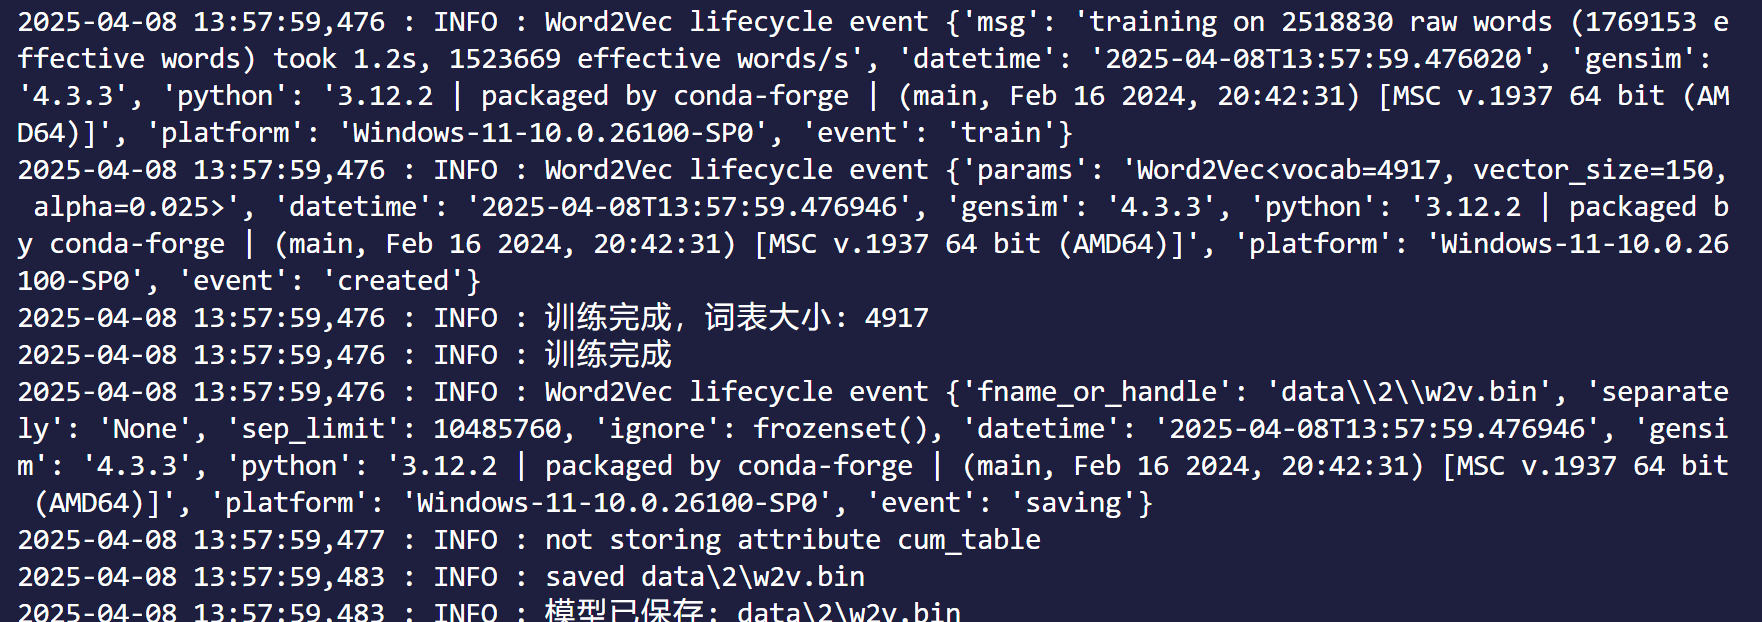 2025-04-08 13:57:59,476 : INFO : Word2Vec lifecycle event {'msg': 'training on 2518830 raw words (1769153 e
ffective words) took 1.2s, 1523669 effective words/s', 'datetime': '2025-04-08T13:57:59.476020', 'gensim':
'4.3.3', 'python': '3.12.2 | packaged by conda-forge | (main, Feb 16 2024, 20:42:31) [MSC v.1937 64 bit (AM
D64)]', 'platform': 'Windows-11-10.0.26100-SP0', 'event': 'train'}
2025-04-08 13:57:59,476 : INFO : Word2Vec lifecycle event {'params': 'Word2Vec<vocab=4917, vector_size=150,
 alpha=0.025>', 'datetime': '2025-04-08T13:57:59.476946', 'gensim': '4.3.3', 'python': '3.12.2 | packaged b
y conda-forge | (main, Feb 16 2024, 20:42:31) [MSC v.1937 64 bit (AMD64)]', 'platform': 'Windows-11-10.0.26
100-SP0', 'event': 'created'}
2025-04-08 13:57:59,476 : INFO : 训练完成, 词表大小: 4917
2025-04-08 13:57:59,476 : INFO : 训练完成
2025-04-08 13:57:59,476 : INFO : Word2Vec lifecycle event {'fname_or_handle': 'data\\2\\w2v.bin', 'separate
ly': 'None', 'sep_limit': 10485760, 'ignore': frozenset(), 'datetime': '2025-04-08T13:57:59.476946', 'gensi
m': '4.3.3', 'python': '3.12.2 | packaged by conda-forge | (main, Feb 16 2024, 20:42:31) [MSC v.1937 64 bit
 (AMD64)]', 'platform': 'Windows-11-10.0.26100-SP0', 'event': 'saving'}
2025-04-08 13:57:59,477 : INFO : not storing attribute cum_table
2025-04-08 13:57:59,483 : INFO : saved data\2\w2v.bin
2025-04-08 13:57:59,483 : INFO : 模型已保存: data\2\w2v.bin